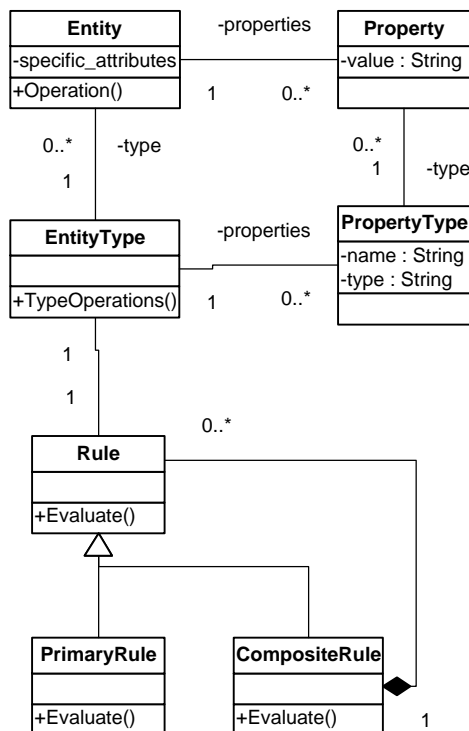 Entity
-specific_attributes
+Operation()
-properties
1
0..*
Property
-value : String
0..*
-type
1
0..*
1
-type
EntityType
+TypeOperations()
-properties
1
0..*
PropertyType
-name : String
-type : String
1
1
0..*
Rule
+Evaluate()
PrimaryRule
+Evaluate()
CompositeRule
+Evaluate()
1